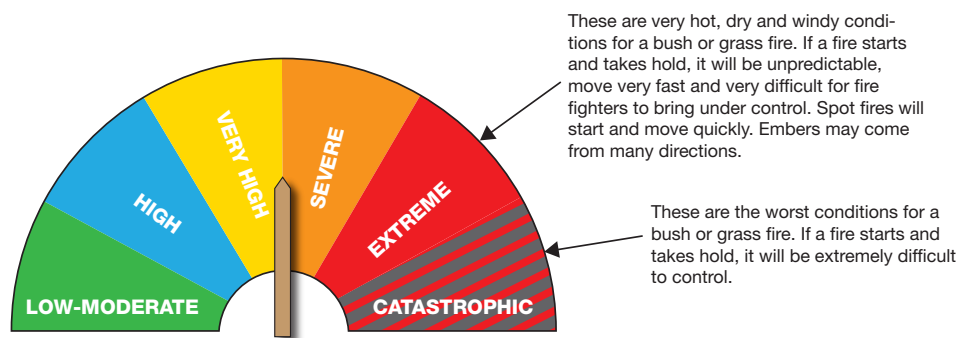 These are very hot, dry and windy condi-
tions for a bush or grass fire. If a fire starts
and takes hold, it will be unpredictable,
move very fast and very difficult for fire
fighters to bring under control. Spot fires will
start and move quickly. Embers may come
from many directions.
These are the worst conditions for a
bush or grass fire. If a fire starts and
takes hold, it will be extremely difficult
to control.
LOW-MODERATE
HIGH
VERY HIGH
SEVERE
EXTREME
CATASTROPHIC